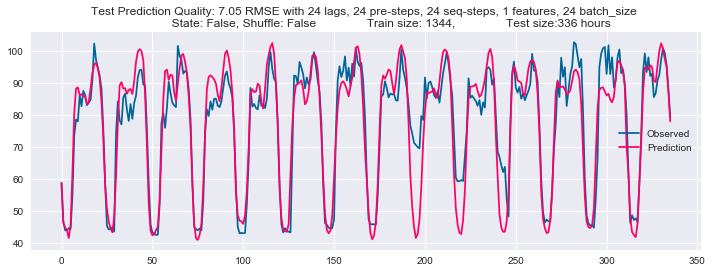 Test Prediction Quality: 7.05 RMSE with 24 lags, 24 pre-steps, 24 seq-steps, 1 features, 24 batch_size
State: False, Shuffle: False Train size: 1344, Test size:336 hours
100
90
80
70
60
50
40
Observed
Prediction
0 50 100 150 200 250 300 350